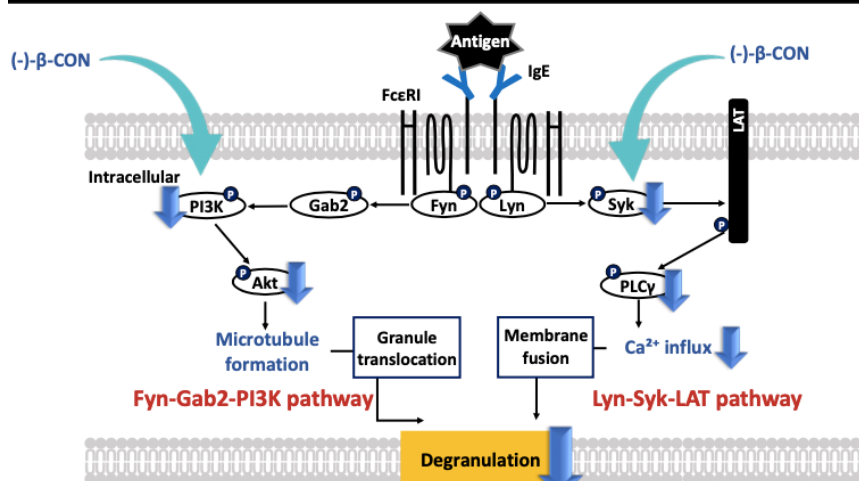 Antigen
(-)-β-CON
(-)-β-CON
IgE
FcεRI
LAT
Intracellular
P
P
P
P
P
PI3K
Gab2
Fyn
Lyn
Syk
P
P
P
Akt
PLCγ
Microtubule
formation
Granule
translocation
Membrane
fusion
Ca²⁺ influx
Fyn-Gab2-PI3K pathway
Lyn-Syk-LAT pathway
Degranulation